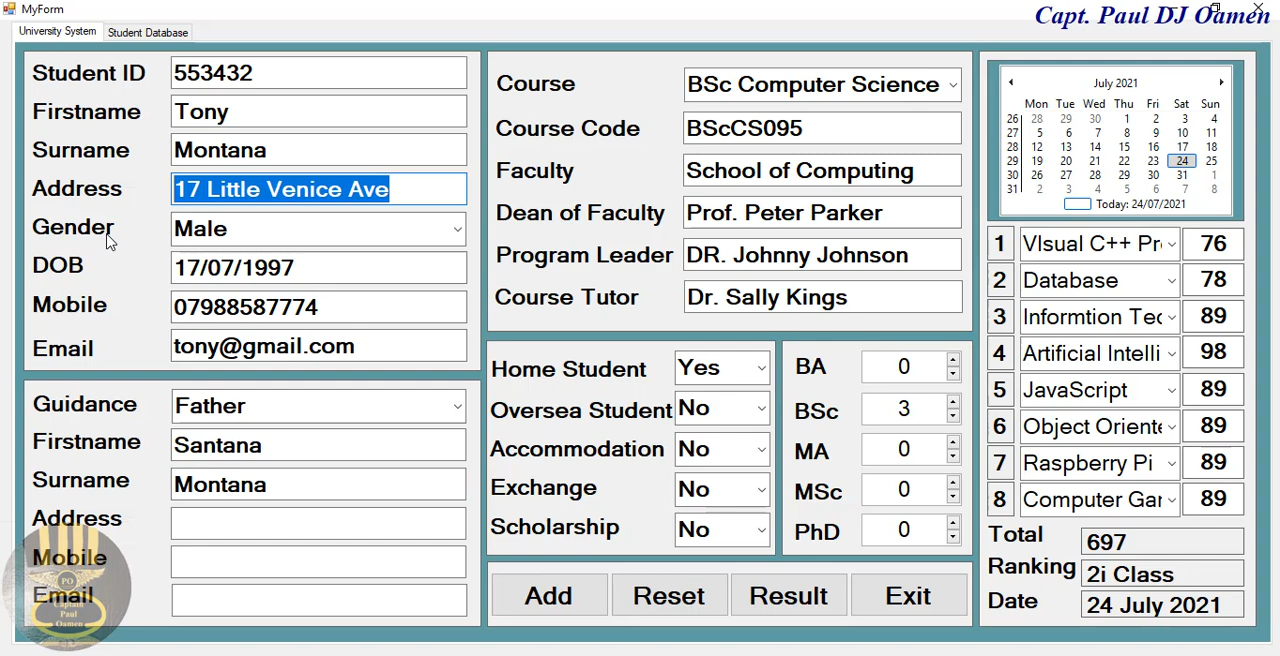 MyForm
Capt. Paul DJ Oamen
University System
Student Database
Student ID 553432
Firstname Tony
Surname Montana
Address 17 Little Venice Ave
Gender Male
DOB 17/07/1997
Mobile 07988587774
Email tony@gmail.com
Guidance Father
Firstname Santana
Surname Montana
Address
Mobile
Email
PO
Captain
Paul
Oamen
Course BSc Computer Science
Course Code BScCS095
Faculty School of Computing
Dean of Faculty Prof. Peter Parker
Program Leader DR. Johnny Johnson
Course Tutor Dr. Sally Kings
Home Student Yes
Oversea Student No
Accommodation No
Exchange No
Scholarship No
BA 0
BSc 3
MA 0
MSc 0
PhD 0
Add Reset Result Exit
July 2021
Mon Tue Wed Thu Fri Sat Sun
26 28 29 30 1 2 3 4
27 5 6 7 8 9 10 11
28 12 13 14 15 16 17 18
29 19 20 21 22 23 24 25
30 26 27 28 29 30 31 1
31 2 3 4 5 6 7 8
Today: 24/07/2021
1 VIsual C++ Pr 76
2 Database 78
3 Informtion Tec 89
4 Artificial Intelli 98
5 JavaScript 89
6 Object Oriente 89
7 Raspberry Pi 89
8 Computer Gar 89
Total 697
Ranking 2i Class
Date 24 July 2021